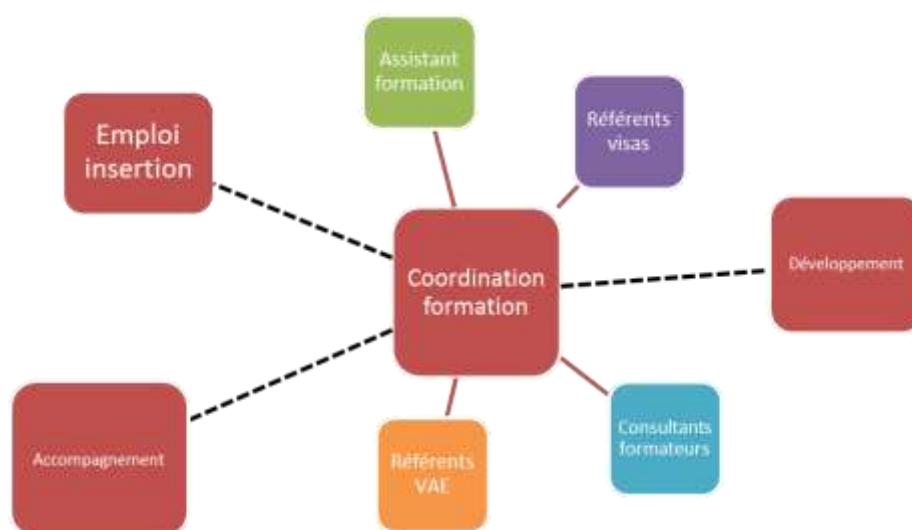 Assistant
formation
Emploi
insertion
Référents
visas
Coordination
formation
Développement
Accompagnement
Référents
VAE
Consultants
formateurs